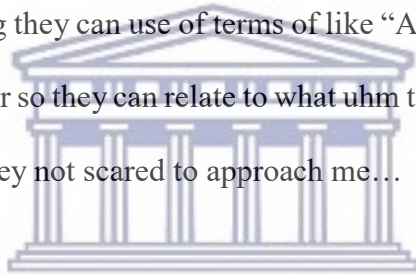 g they can use of terms of like “A
r so they can relate to what uhm t
ey not scared to approach me…